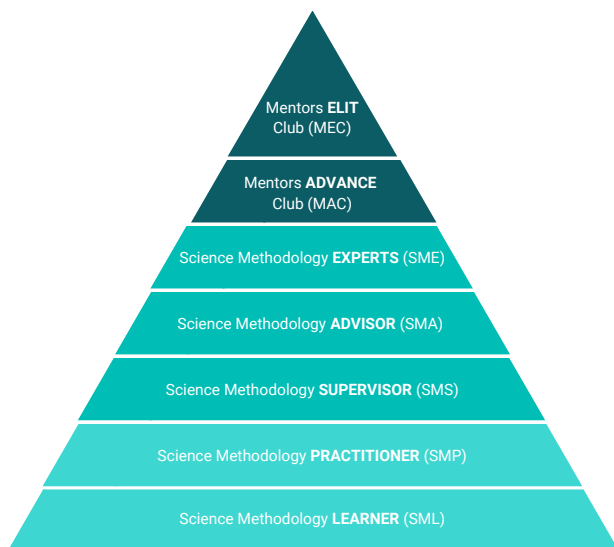 Mentors ELIT
Club (MEC)
Mentors ADVANCE
Club (MAC)
Science Methodology EXPERTS (SME)
Science Methodology ADVISOR (SMA)
Science Methodology SUPERVISOR (SMS)
Science Methodology PRACTITIONER (SMP)
Science Methodology LEARNER (SML)